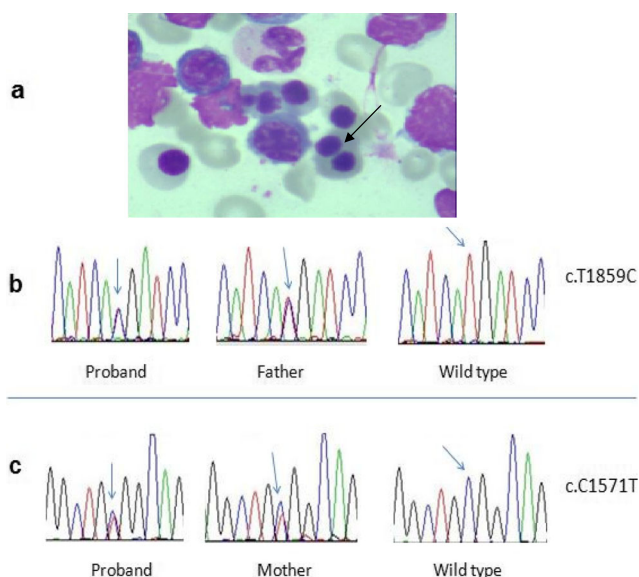 a
b
c.T1859C
Proband Father Wild type
c
c.C1571T
Proband Mother Wild type